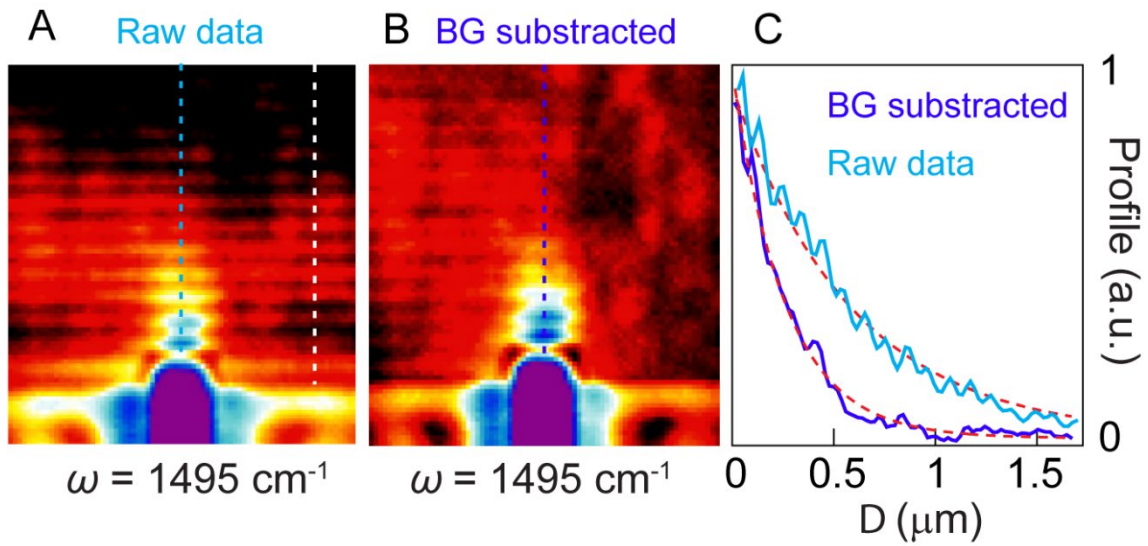 A
Raw data
B
BG substracted
C
ω = 1495 cm-1
ω = 1495 cm-1
BG substracted
Raw data
1
Profile (a.u.)
0
0 0.5 1 1.5
D (μm)